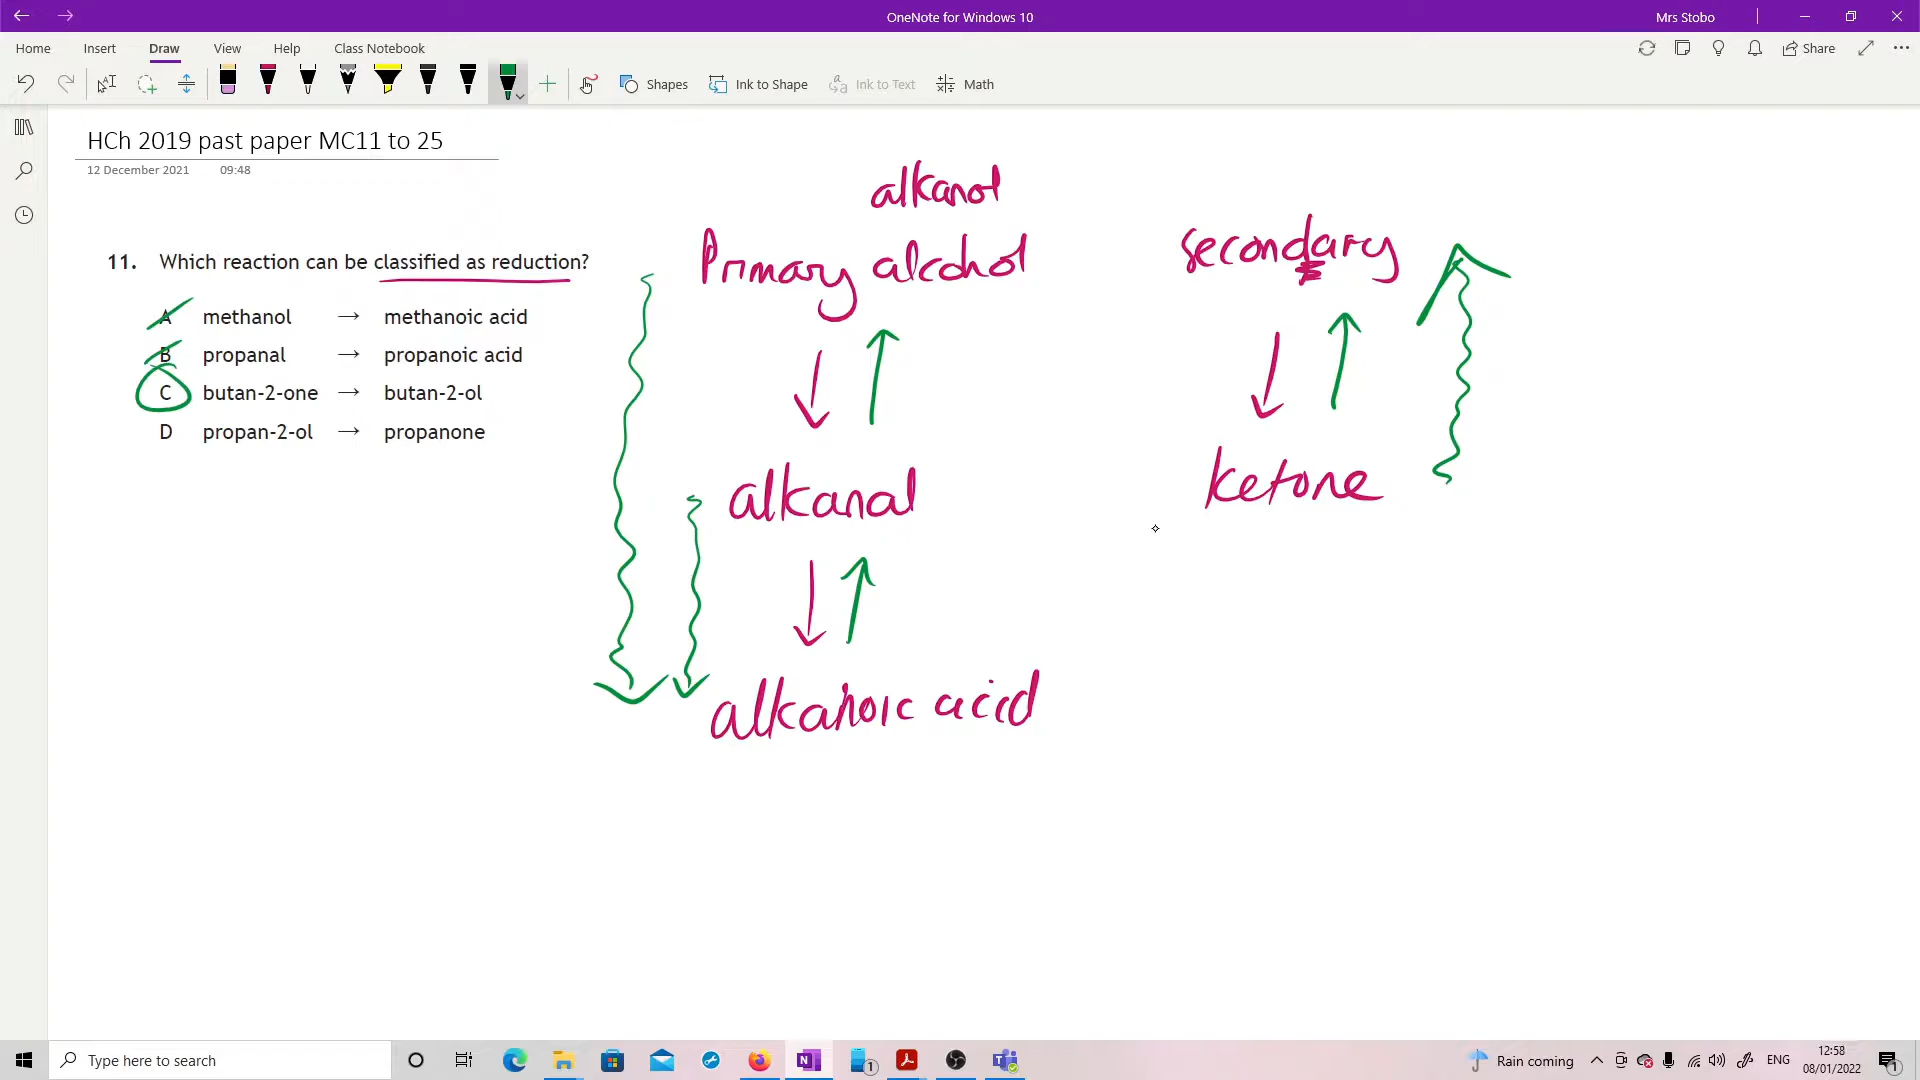 OneNote for Windows 10
Mrs Stobo
Home Insert Draw View Help Class Notebook
Share
Shapes Ink to Shape Ink to Text Math
HCh 2019 past paper MC11 to 25
12 December 2021 09:48
11. Which reaction can be classified as reduction?
A methanol → methanoic acid
B propanal → propanoic acid
C butan-2-one → butan-2-ol
D propan-2-ol → propanone
alkanol
Primary alcohol
alkanal
alkanoic acid
secondary
ketone
Type here to search
1
Rain coming
ENG
12:58
08/01/2022
1